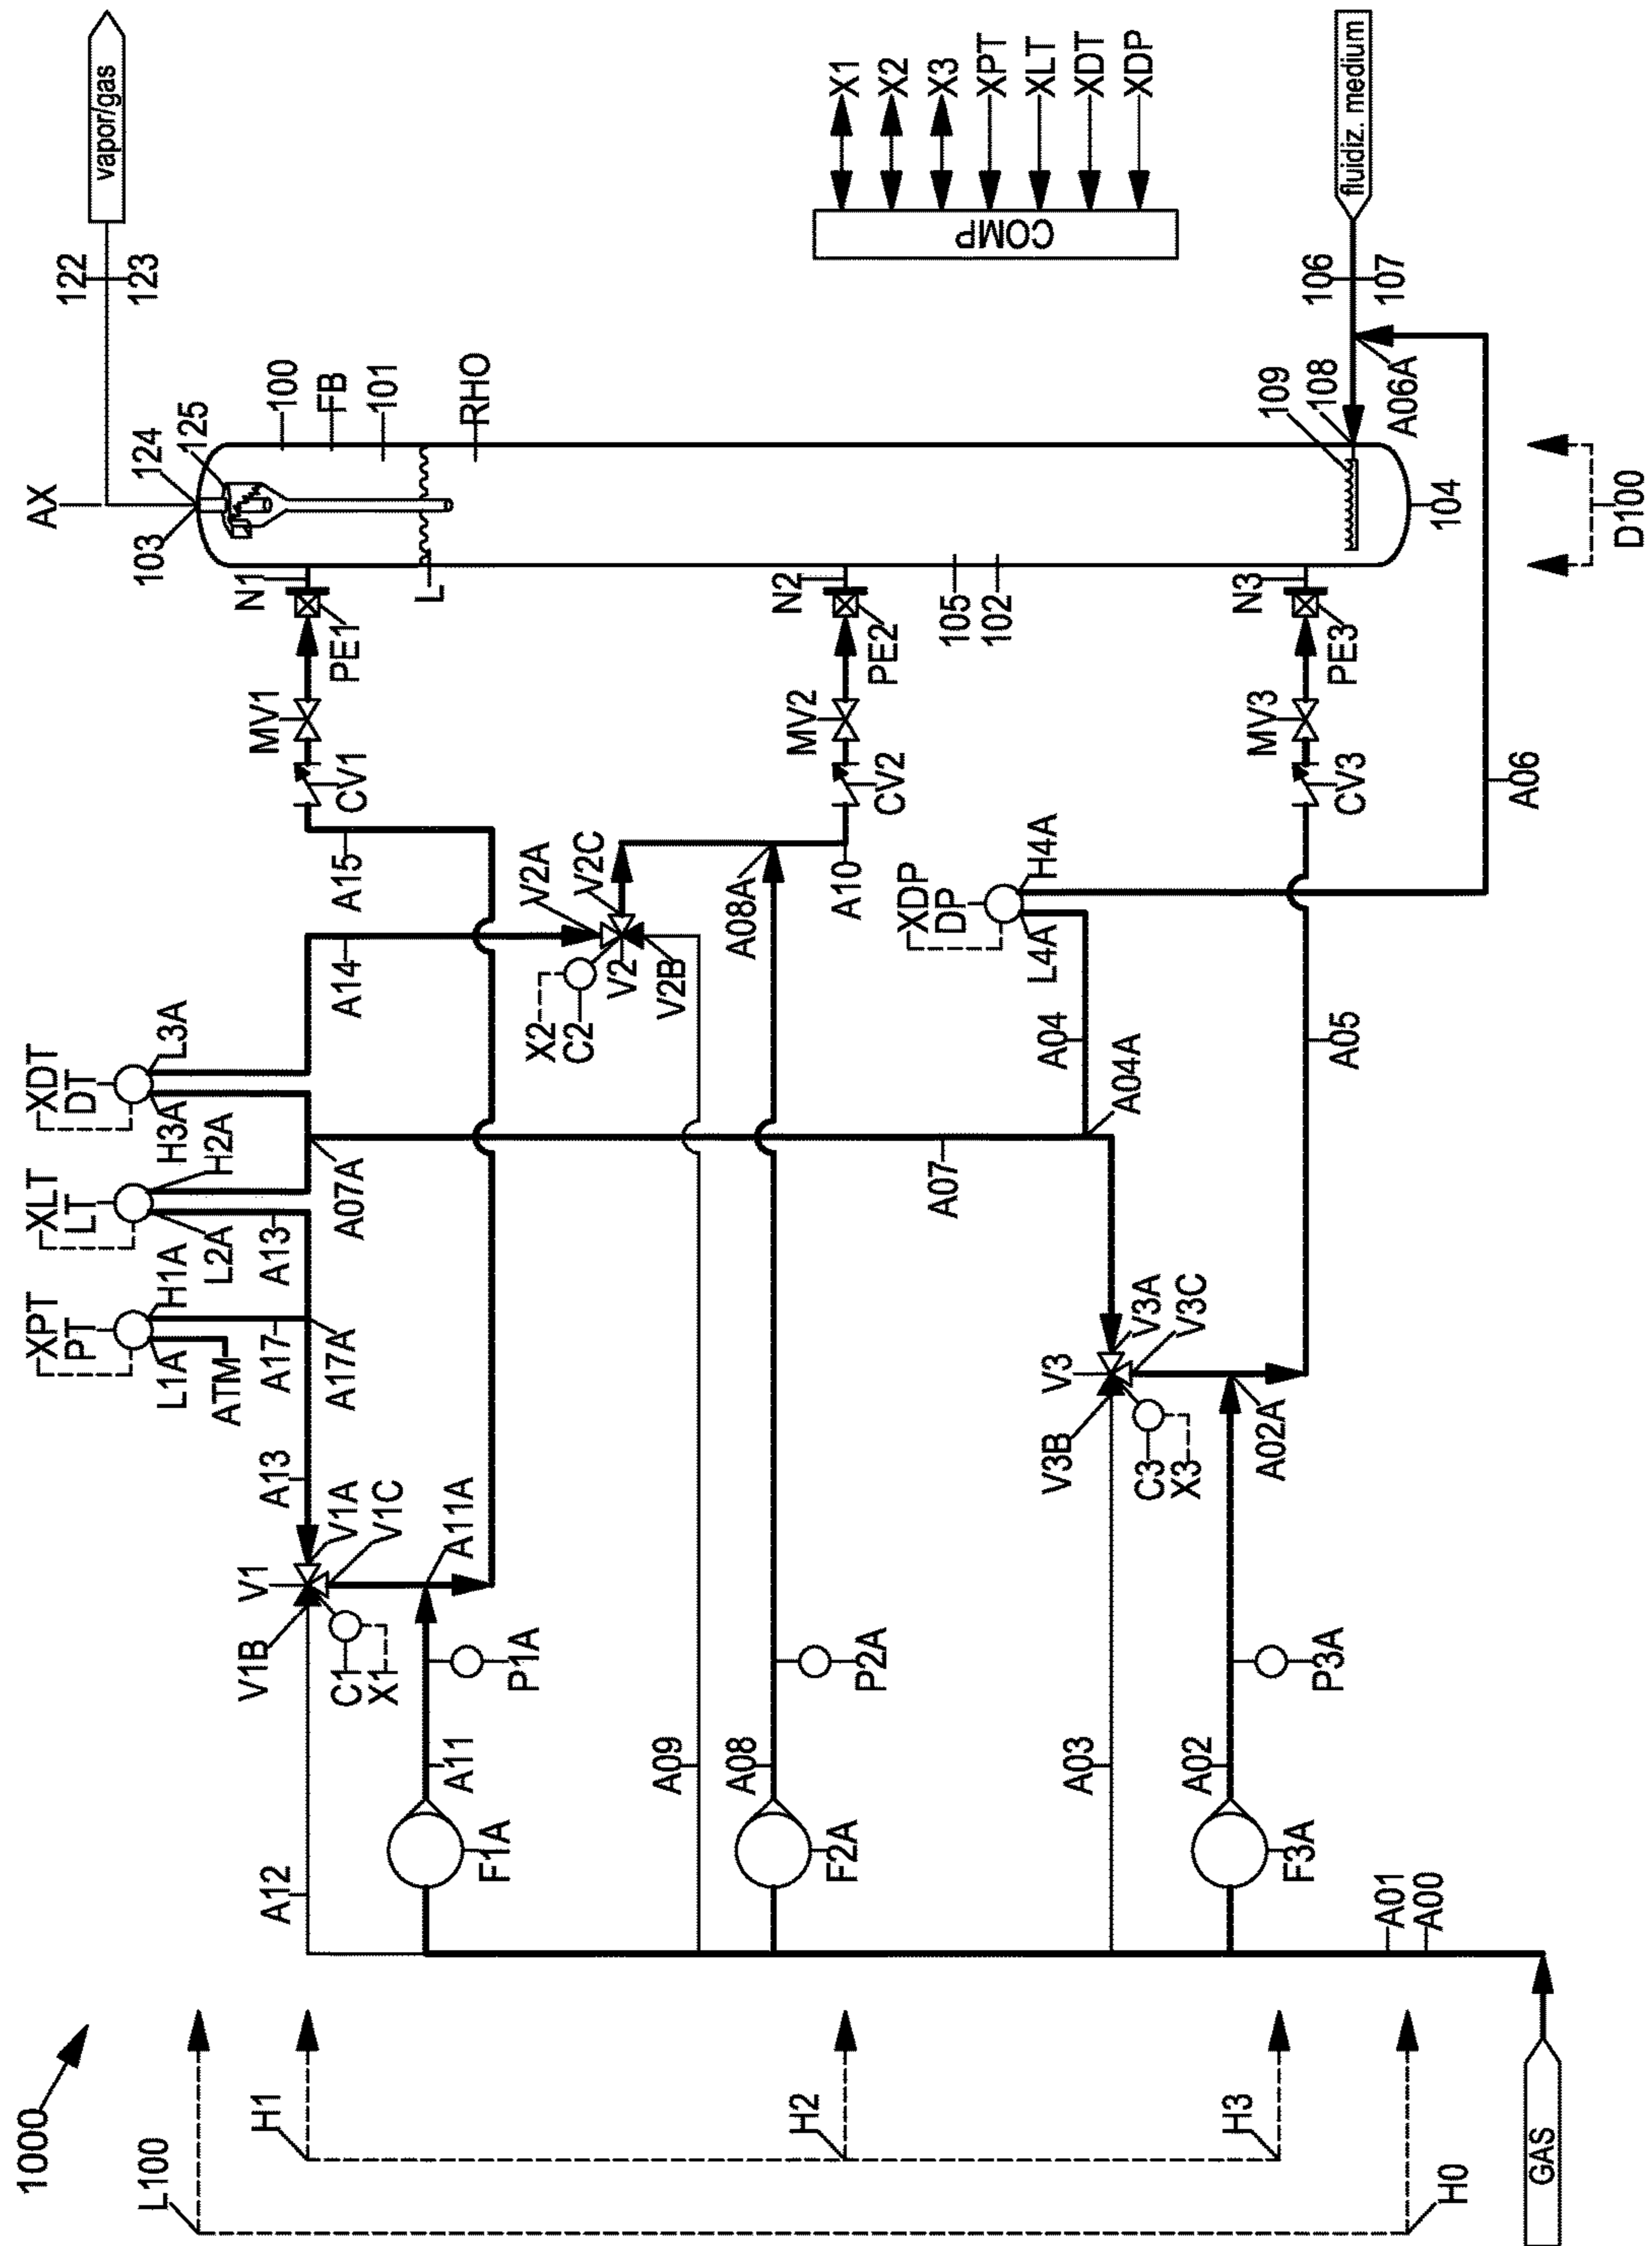 1000
L100
H1
H2
H3
H0
GAS
A12
A11
F1A
A09
A08
F2A
A03
A02
F3A
A01
A00
V1B
V1
V1A
V1C
C1
X1
A11A
P1A
P2A
P3A
A13
XPT
PT
L1A
H1A
ATM
A17
A17A
XLT
LT
L2A
H2A
A13
XDT
DT
H3A
L3A
A07A
A07
V3B
V3
V3A
V3C
C3
X3
A02A
A14
A15
X2
C2
V2
V2A
V2C
V2B
A08A
A10
XDP
DP
L4A
H4A
A04
A04A
A05
A06
CV1
MV1
PE1
N1
CV2
MV2
PE2
N2
CV3
MV3
PE3
N3
L
AX
103
124
125
100
FB
101
RHO
105
102
109
108
A06A
104
D100
122
123
vapor/gas
106
107
fluidiz. medium
COMP
X1
X2
X3
XPT
XLT
XDT
XDP